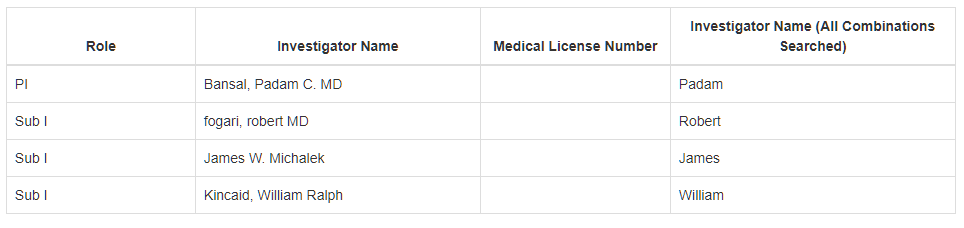 Role Investigator Name Medical License Number Investigator Name (All Combinations
Searched)
PI Bansal, Padam C. MD Padam
Sub I fogari, robert MD Robert
Sub I James W. Michalek James
Sub I Kincaid, William Ralph William